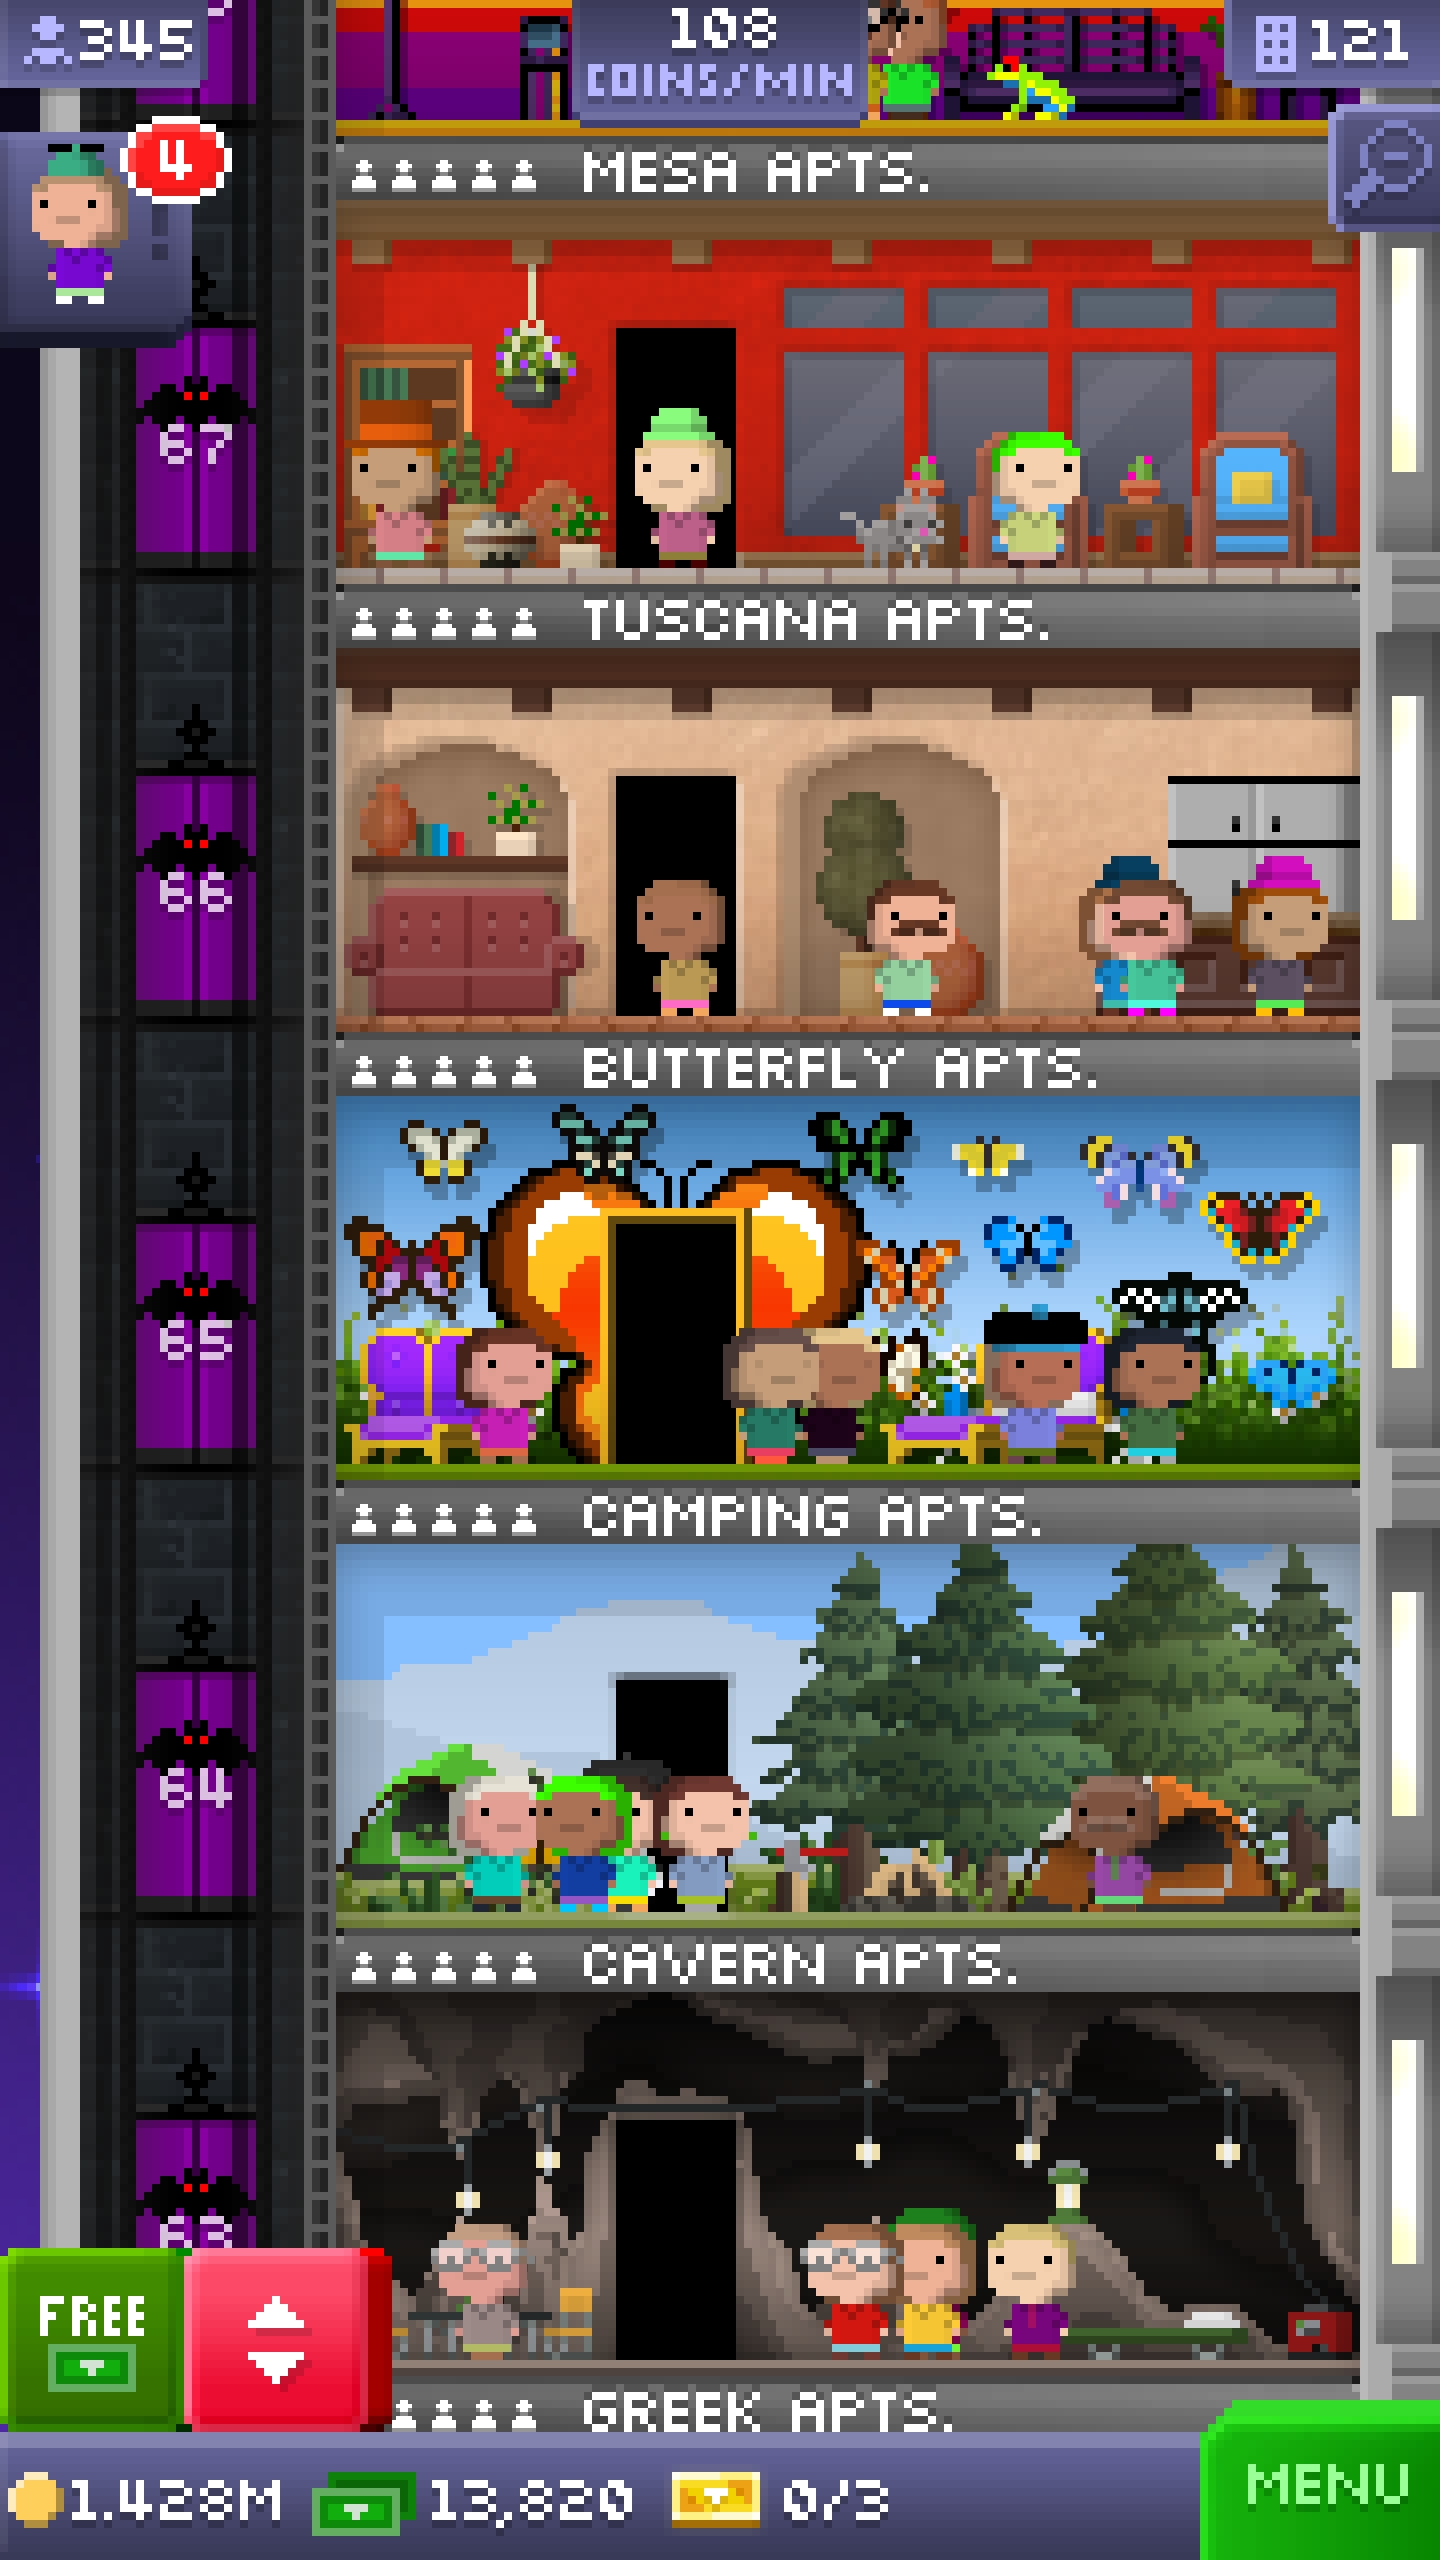 345
108
COINS/MIN
121
4
MESA APTS.
67
TUSCANA APTS.
66
BUTTERFLY APTS.
65
CAMPING APTS.
64
CAVERN APTS.
63
FREE
GREEK APTS.
1.428M
13,820
0/3
MENU